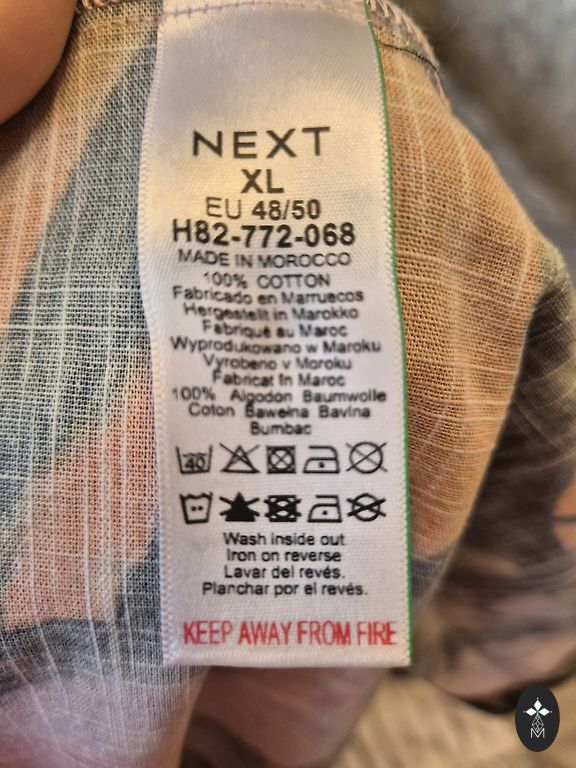 NEXT
XL
EU 48/50
H82-772-068
MADE IN MOROCCO
100% COTTON
Fabricado en Marruecos
Hergestellt in Marokko
Fabriqué au Maroc
Wyprodukowano w Maroku
Vyrobeno v Moroku
Fabricat în Maroc
100% Algodón Baumwolle
Coton Bawełna Bavlna
Bumbac
40
Wash inside out
Iron on reverse
Lavar del revés.
Planchar por el revés.
KEEP AWAY FROM FIRE
M